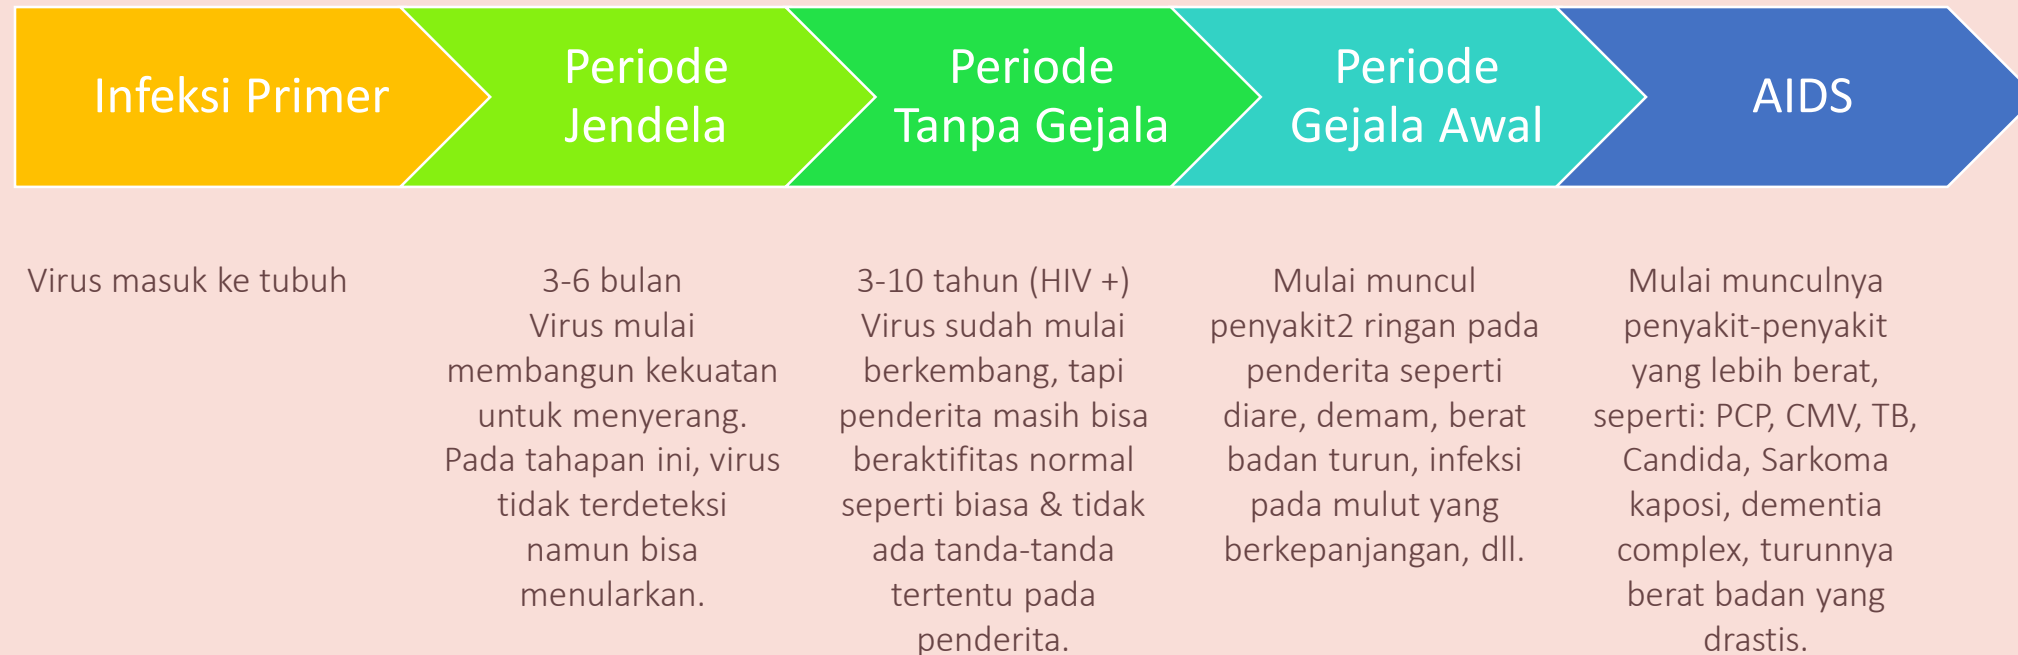 Infeksi Primer
Periode
Jendela
Periode
Tanpa Gejala
Periode
Gejala Awal
AIDS
Virus masuk ke tubuh
3-6 bulan
Virus mulai
membangun kekuatan
untuk menyerang.
Pada tahapan ini, virus
tidak terdeteksi
namun bisa
menularkan.
3-10 tahun (HIV +)
Virus sudah mulai
berkembang, tapi
penderita masih bisa
beraktifitas normal
seperti biasa & tidak
ada tanda-tanda
tertentu pada
penderita.
Mulai muncul
penyakit2 ringan pada
penderita seperti
diare, demam, berat
badan turun, infeksi
pada mulut yang
berkepanjangan, dll.
Mulai munculnya
penyakit-penyakit
yang lebih berat,
seperti: PCP, CMV, TB,
Candida, Sarkoma
kaposi, dementia
complex, turunnya
berat badan yang
drastis.